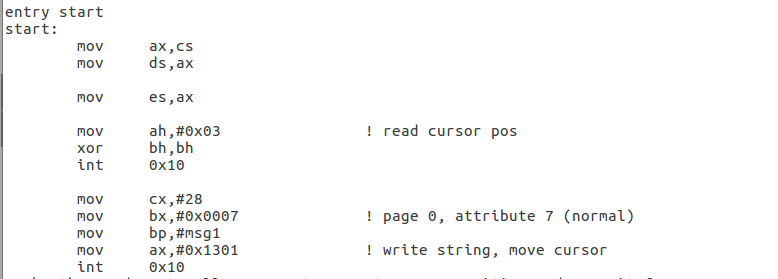 entry start
start:
mov ax,cs
mov ds,ax
mov es,ax
mov ah,#0x03 ! read cursor pos
xor bh,bh
int 0x10
mov cx,#28
mov bx,#0x0007 ! page 0, attribute 7 (normal)
mov bp,#msg1
mov ax,#0x1301 ! write string, move cursor
int 0x10